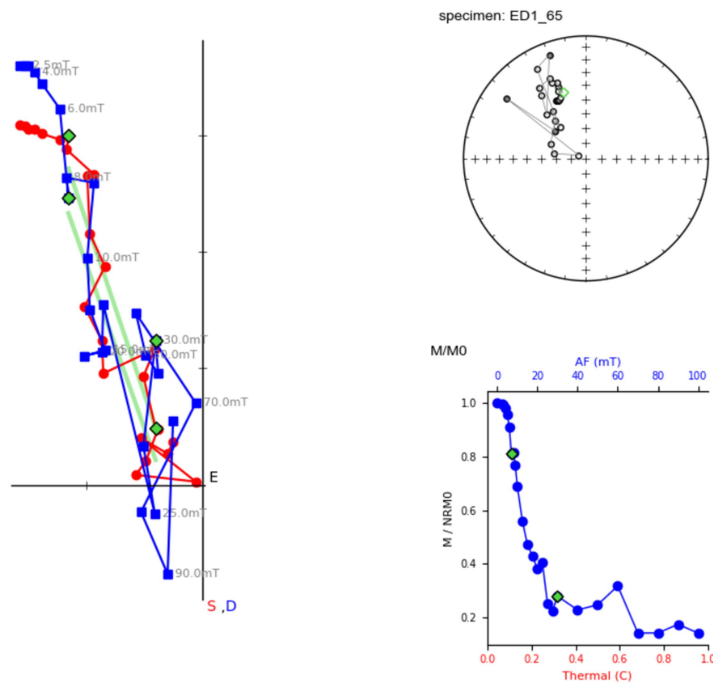 specimen: ED1_65
2.5mT
4.0mT
6.0mT
8.0mT
10.0mT
30.0mT
15.0mT
70.0mT
E
25.0mT
90.0mT
S ,D
M/M0
AF (mT)
0 20 40 60 80 100
1.0
0.8
0.6
0.4
0.2
M / NRM0
0.0 0.2 0.4 0.6 0.8 1.0
Thermal (C)